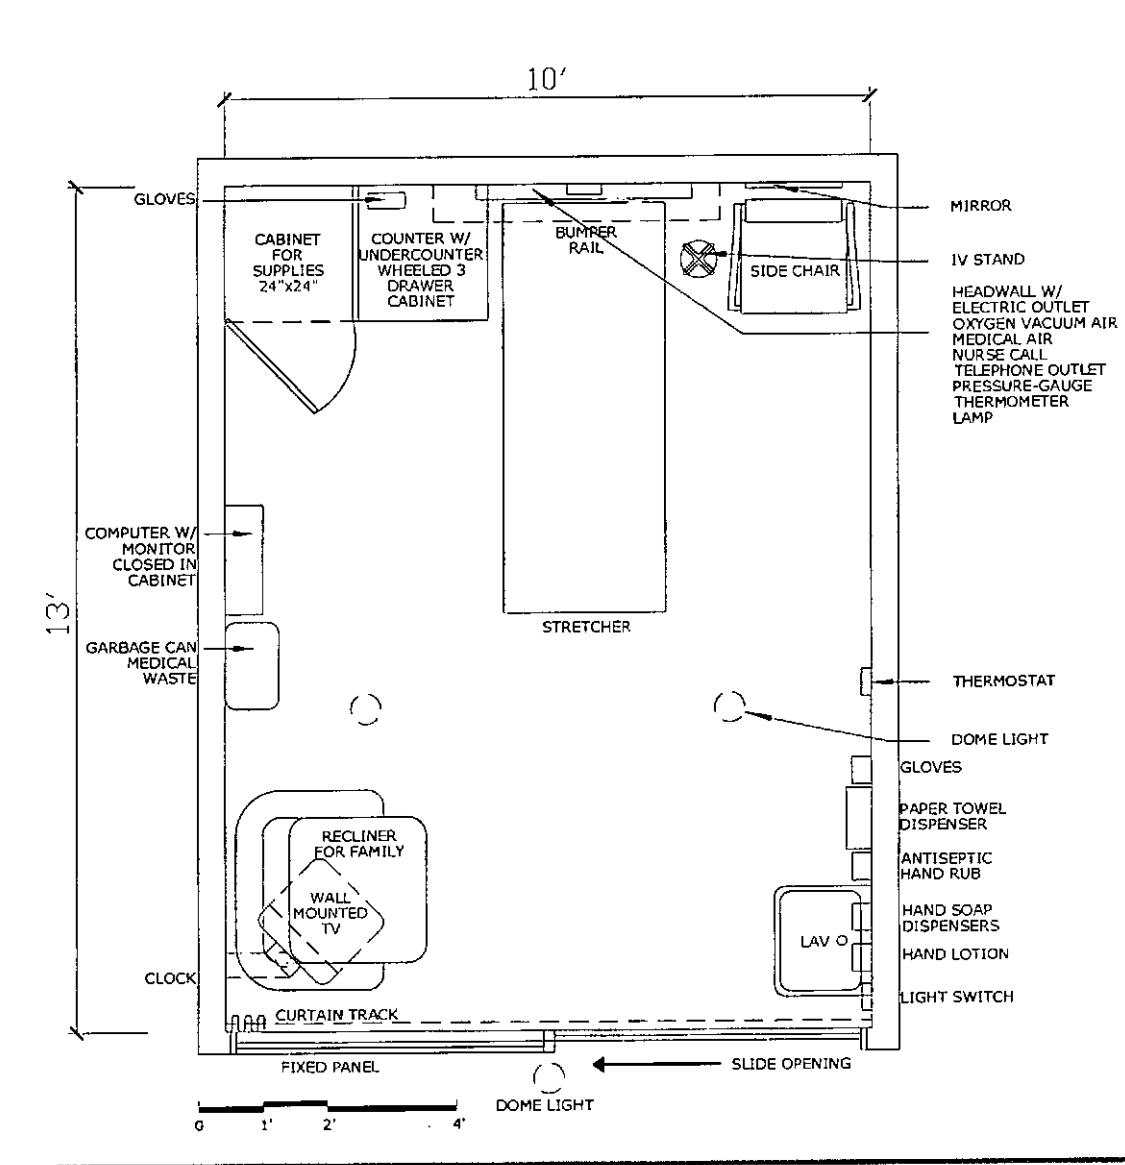 10'
GLOVES
CABINET
FOR
SUPPLIES
24"x24"
COUNTER W/
UNDERCOUNTER
WHEELED 3
DRAWER
CABINET
BUMPER
RAIL
SIDE CHAIR
MIRROR
IV STAND
HEADWALL W/
ELECTRIC OUTLET
OXYGEN VACUUM AIR
MEDICAL AIR
NURSE CALL
TELEPHONE OUTLET
PRESSURE-GAUGE
THERMOMETER
LAMP
13'
COMPUTER W/
MONITOR
CLOSED IN
CABINET
STRETCHER
GARBAGE CAN
MEDICAL
WASTE
THERMOSTAT
DOME LIGHT
GLOVES
PAPER TOWEL
DISPENSER
RECLINER
FOR FAMILY
ANTISEPTIC
HAND RUB
WALL
MOUNTED
TV
HAND SOAP
DISPENSERS
LAV
HAND LOTION
CLOCK
LIGHT SWITCH
CURTAIN TRACK
FIXED PANEL
SLIDE OPENING
DOME LIGHT
0 1' 2' 4'